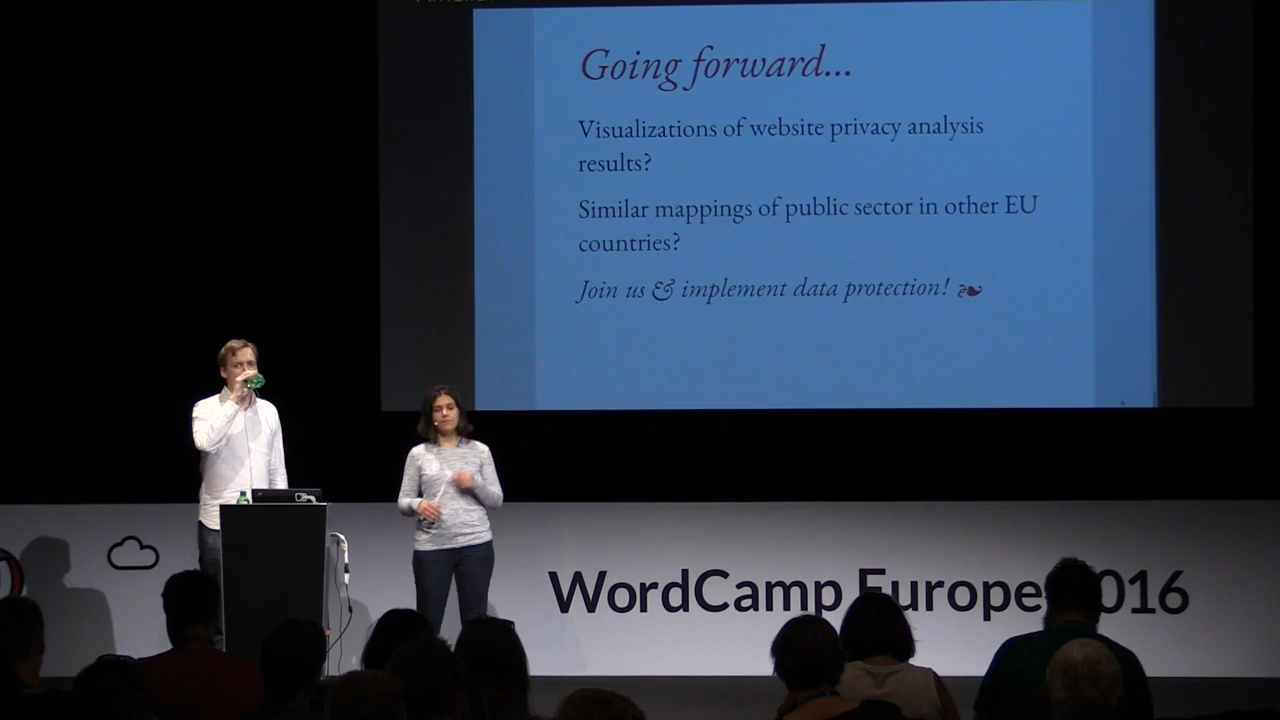 Going forward...
Visualizations of website privacy analysis
results?
Similar mappings of public sector in other EU
countries?
Join us & implement data protection!
WordCamp Europe 2016